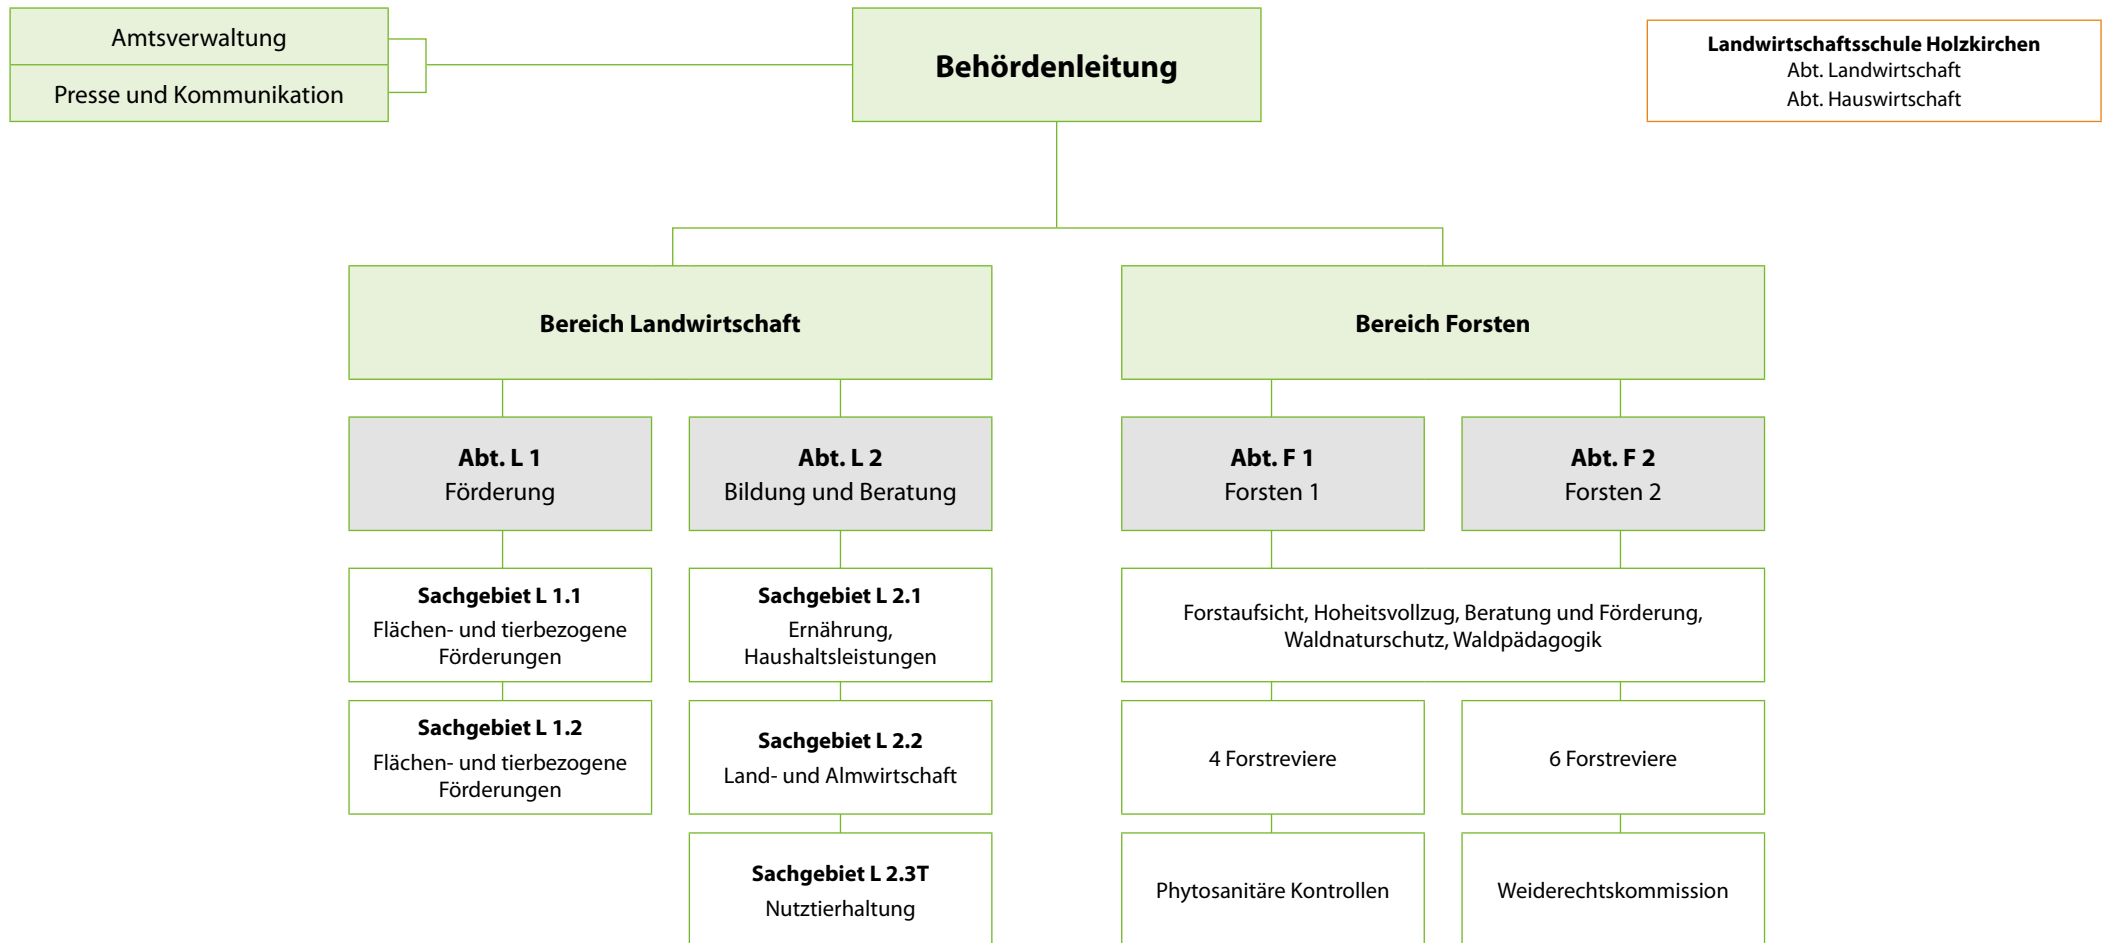 Amtsverwaltung
Presse und Kommunikation
Behördenleitung
Landwirtschaftsschule Holzkirchen
Abt. Landwirtschaft
Abt. Hauswirtschaft
Bereich Landwirtschaft
Bereich Forsten
Abt. L 1
Förderung
Abt. L 2
Bildung und Beratung
Abt. F 1
Forsten 1
Abt. F 2
Forsten 2
Sachgebiet L 1.1
Flächen- und tierbezogene
Förderungen
Sachgebiet L 2.1
Ernährung,
Haushaltsleistungen
Forstaufsicht, Hoheitsvollzug, Beratung und Förderung,
Waldnaturschutz, Waldpädagogik
Sachgebiet L 1.2
Flächen- und tierbezogene
Förderungen
Sachgebiet L 2.2
Land- und Almwirtschaft
4 Forstreviere
6 Forstreviere
Sachgebiet L 2.3T
Nutztierhaltung
Phytosanitäre Kontrollen
Weiderechtskommission